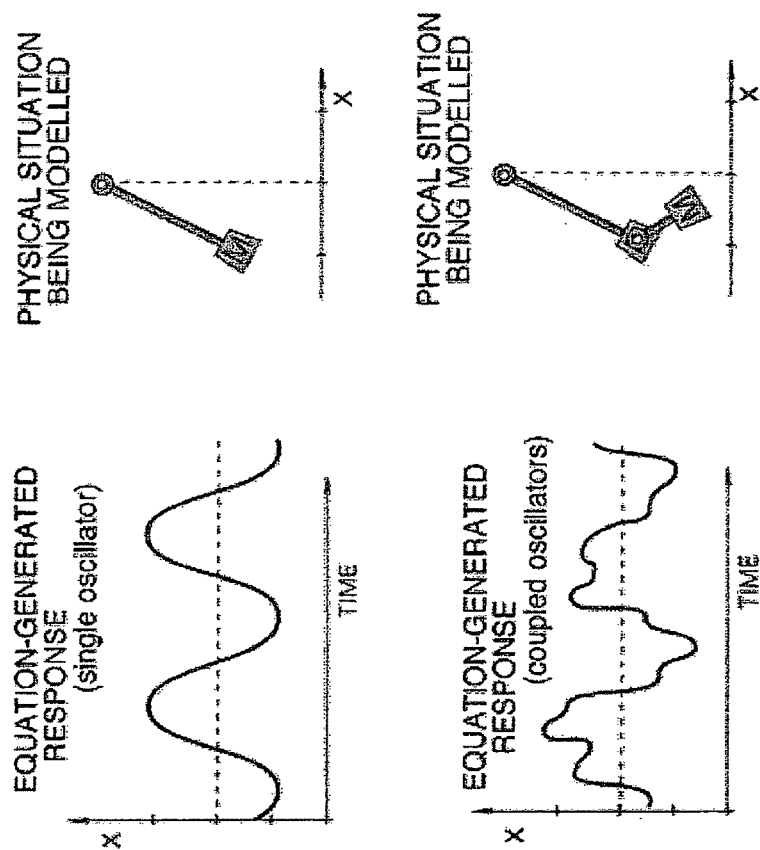 EQUATION-GENERATED
RESPONSE
(single oscillator)
X
TIME
PHYSICAL SITUATION
BEING MODELLED
M
X
EQUATION-GENERATED
RESPONSE
(coupled oscillators)
X
TIME
PHYSICAL SITUATION
BEING MODELLED
M
X